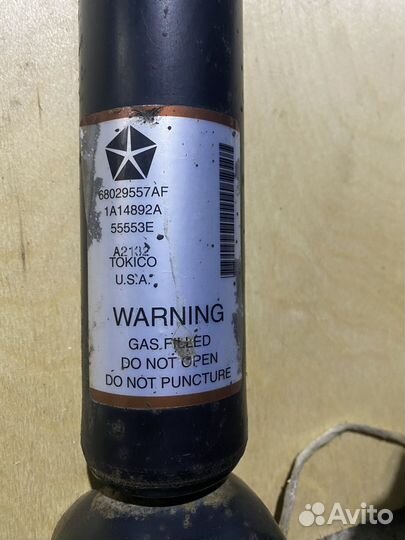 68029557AF
1A14892A
55553E
A2132
TOKICO
U.S.A.
WARNING
GAS FILLED
DO NOT OPEN
DO NOT PUNCTURE
Avito